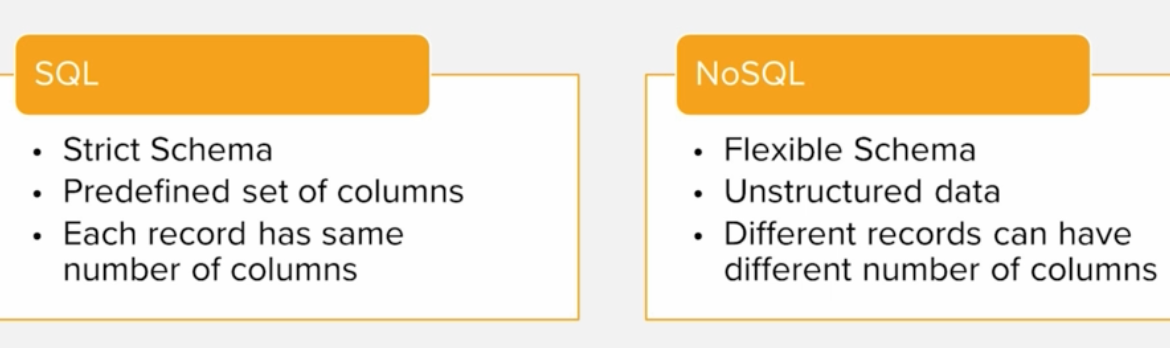 SQL
• Strict Schema
• Predefined set of columns
• Each record has same
number of columns
NoSQL
• Flexible Schema
• Unstructured data
• Different records can have
different number of columns